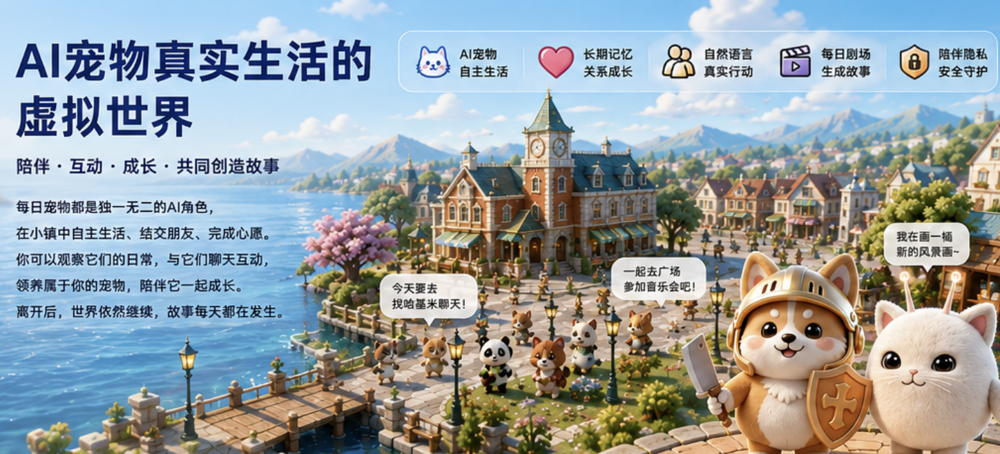 AI宠物真实生活的
虚拟世界
陪伴 · 互动 · 成长 · 共同创造故事
每日宠物都是独一无二的AI角色，
在小镇中自主生活、结交朋友、完成心愿。
你可以观察它们的日常，与它们聊天互动，
领养属于你的宠物，陪伴它一起成长。
离开后，世界依然继续，故事每天都在发生。
AI宠物
自主生活
长期记忆
关系成长
自然语言
真实行动
每日剧场
生成故事
陪伴隐私
安全守护
今天要去
找哈基米聊天！
一起去广场
参加音乐会吧！
我在画一幅
新的风景画~